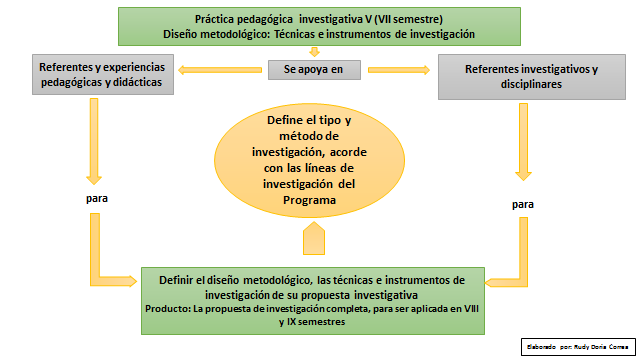 Práctica pedagógica investigativa V (VII semestre)
Diseño metodológico: Técnicas e instrumentos de investigación
Referentes y experiencias
pedagógicas y didácticas
Se apoya en
Referentes investigativos y
disciplinares
Define el tipo y
método de
investigación, acorde
con las líneas de
investigación del
Programa
para
para
Definir el diseño metodológico, las técnicas e instrumentos de
investigación de su propuesta investigativa
Producto: La propuesta de investigación completa, para ser aplicada en VIII
y IX semestres
Elaborado por: Rudy Doria Correa